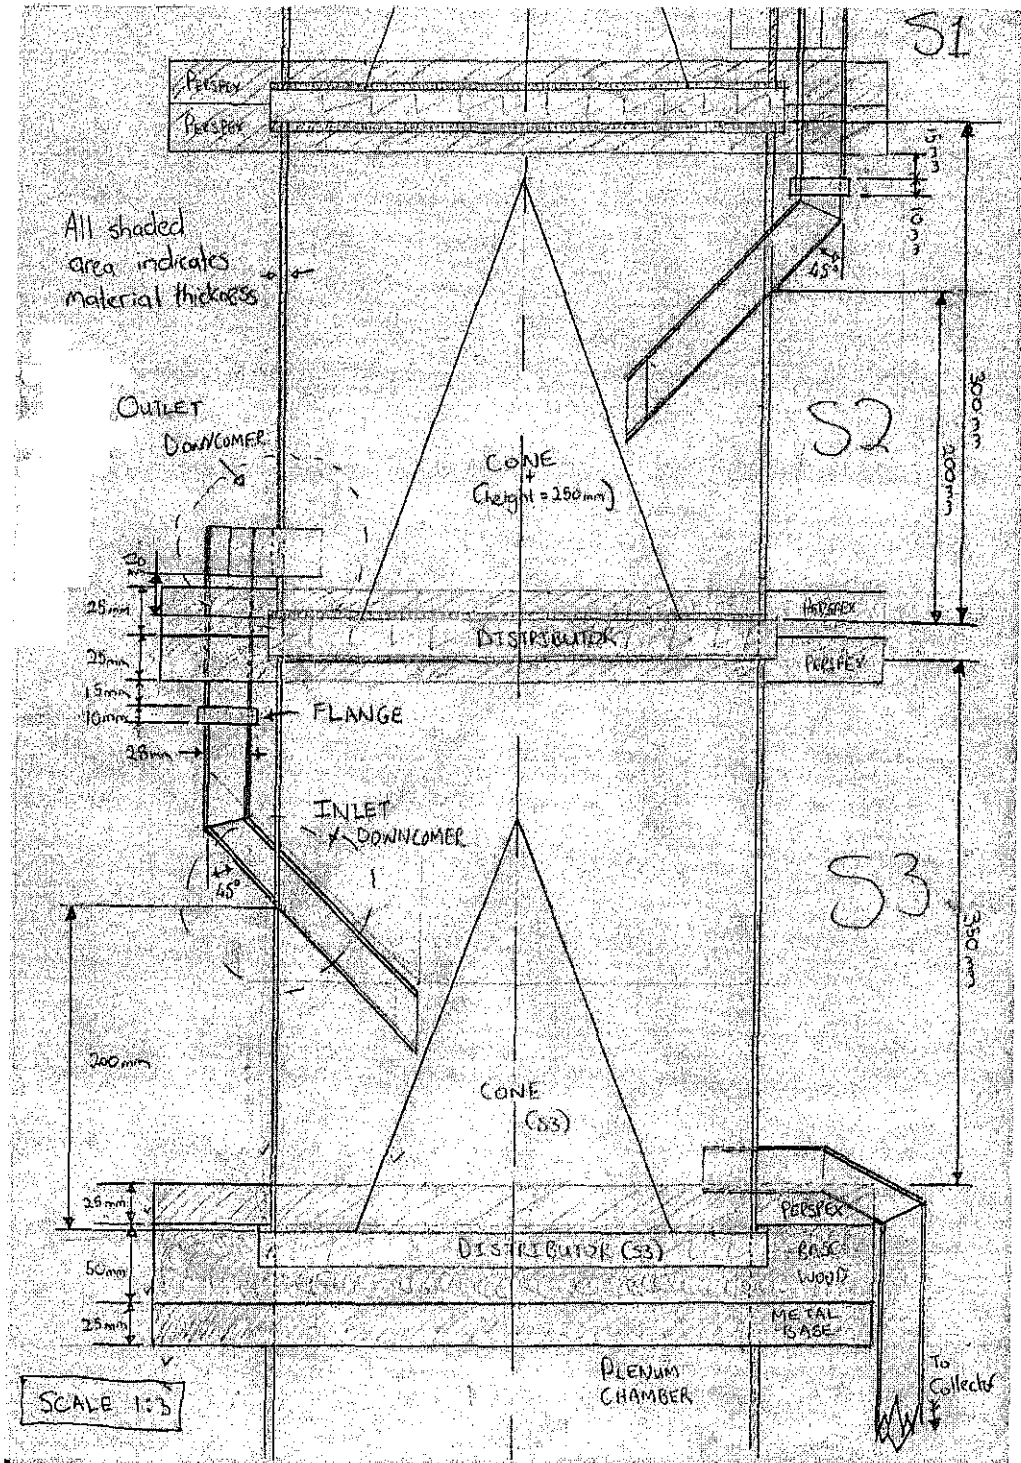 S1
PERSPEX
PERSPEX
15mm
10mm
All shaded
area indicates
material thickness
45°
300mm
200mm
S2
OUTLET
DOWNCOMER
CONE
(height = 250mm)
25mm
PERSPEX
DISTRIBUTOR
25mm
PERSPEX
15mm
10mm
FLANGE
28mm
INLET
DOWNCOMER
45°
S3
350mm
200mm
CONE
(S3)
25mm
PERSPEX
DISTRIBUTOR (S3)
BASE
WOOD
50mm
25mm
METAL
BASE
PLENUM
CHAMBER
To
Collector
SCALE 1:3